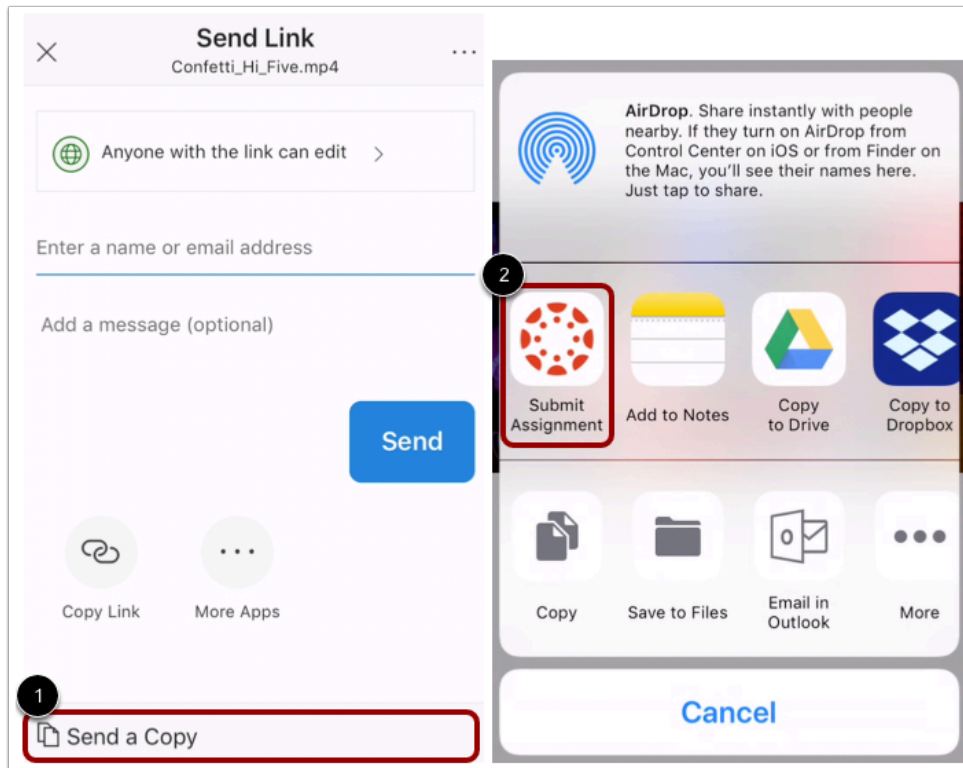 Send Link
Confetti_Hi_Five.mp4
Anyone with the link can edit
Enter a name or email address
Add a message (optional)
Send
Copy Link
More Apps
1
Send a Copy
AirDrop. Share instantly with people
nearby. If they turn on AirDrop from
Control Center on iOS or from Finder on
the Mac, you'll see their names here.
Just tap to share.
2
Submit
Assignment
Add to Notes
Copy
to Drive
Copy to
Dropbox
Copy
Save to Files
Email in
Outlook
More
Cancel